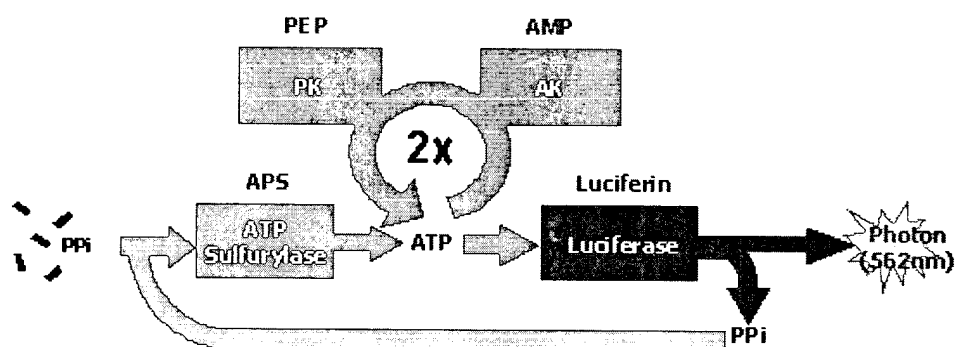 PEP
AMP
PK
AK
2x
APS
Luciferin
PPi
ATP
Sulfurylase
ATP
Luciferase
Photon
(562nm)
PPi